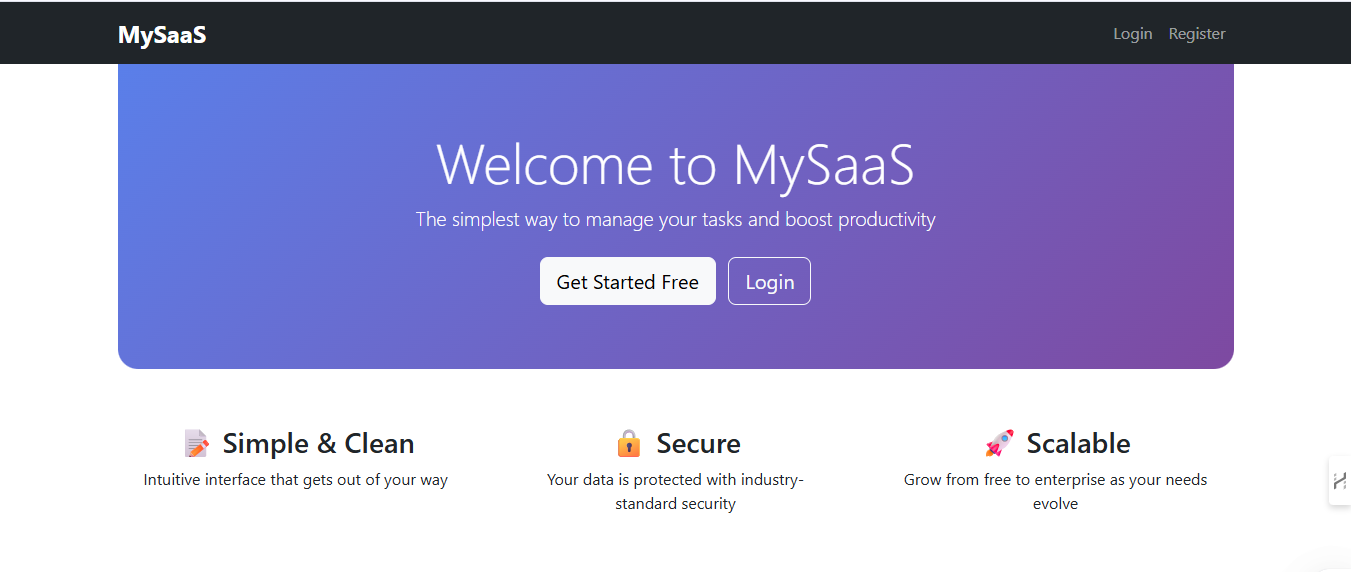 MySaaS
Login Register
Welcome to MySaaS
The simplest way to manage your tasks and boost productivity
Get Started Free Login
Simple & Clean
Intuitive interface that gets out of your way
Secure
Your data is protected with industry-
standard security
Scalable
Grow from free to enterprise as your needs
evolve